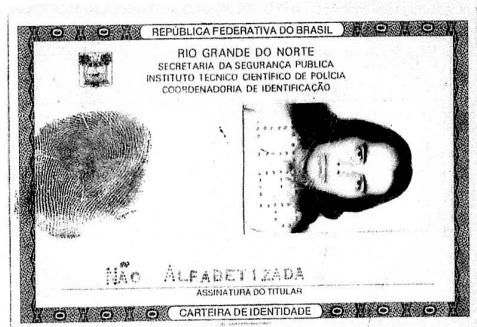 REPÚBLICA FEDERATIVA DO BRASIL
RIO GRANDE DO NORTE
SECRETARIA DA SEGURANÇA PUBLICA
INSTITUTO TECNICO CIENTÍFICO DE POLÍCIA
COORDENADORIA DE IDENTIFICAÇÃO
NÃO ALFABETIZADA
ASSINATURA DO TITULAR
CARTEIRA DE IDENTIDADE